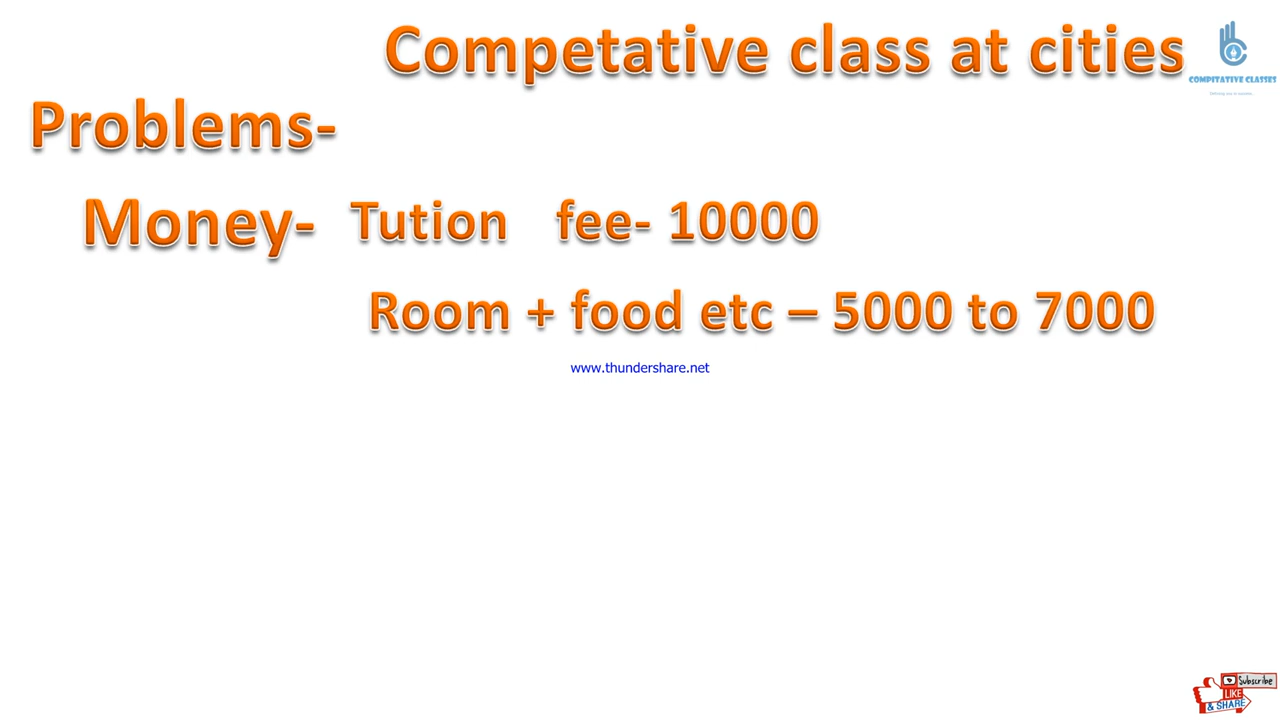 Competative class at cities
COMPITATIVE CLASSES
Problems-
Money- Tution fee- 10000
Room + food etc – 5000 to 7000
www.thundershare.net
Subscribe
LIKE
& SHARE